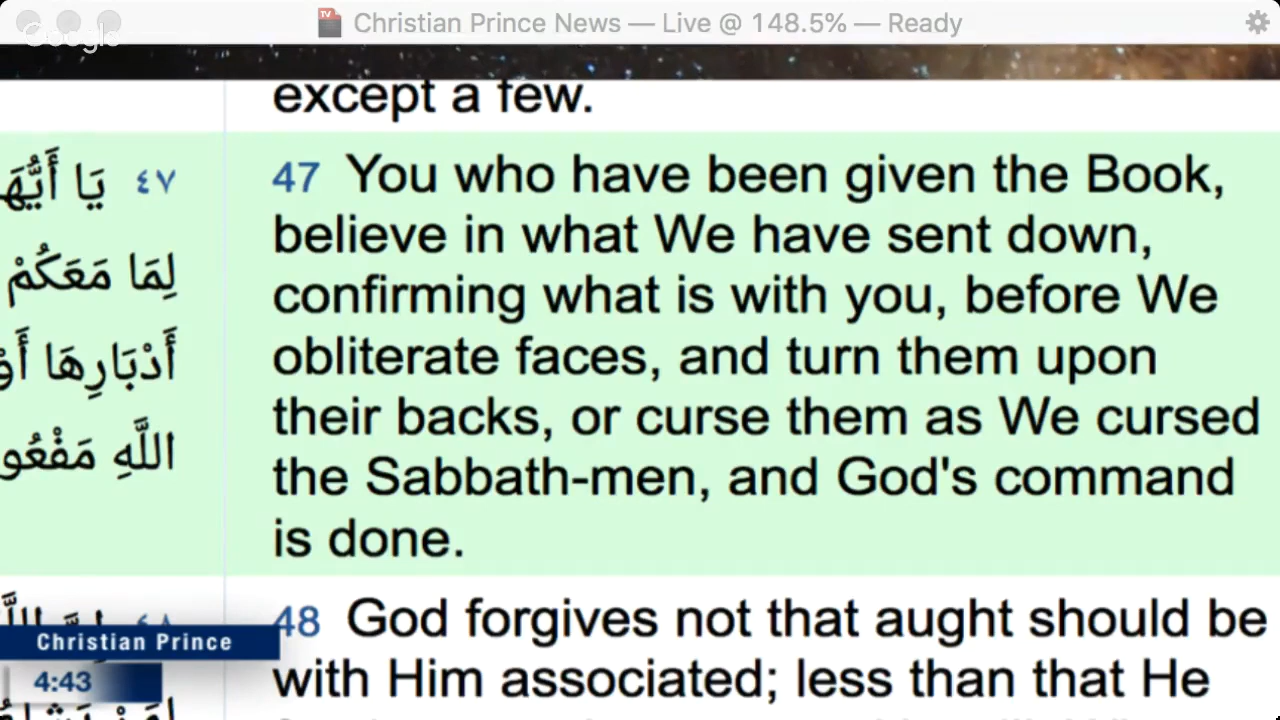 TV Christian Prince News — Live @ 148.5% — Ready
Google
except a few.
٤٧ يَا
47 You who have been given the Book,
believe in what We have sent down,
لِمَا مَعَكُمْ
confirming what is with you, before We
obliterate faces, and turn them upon
أَدْبَارِهَا أَوْ
their backs, or curse them as We cursed
اللَّهِ
the Sabbath-men, and God's command
is done.
48 God forgives not that aught should be
Christian Prince
with Him associated; less than that He
4:43